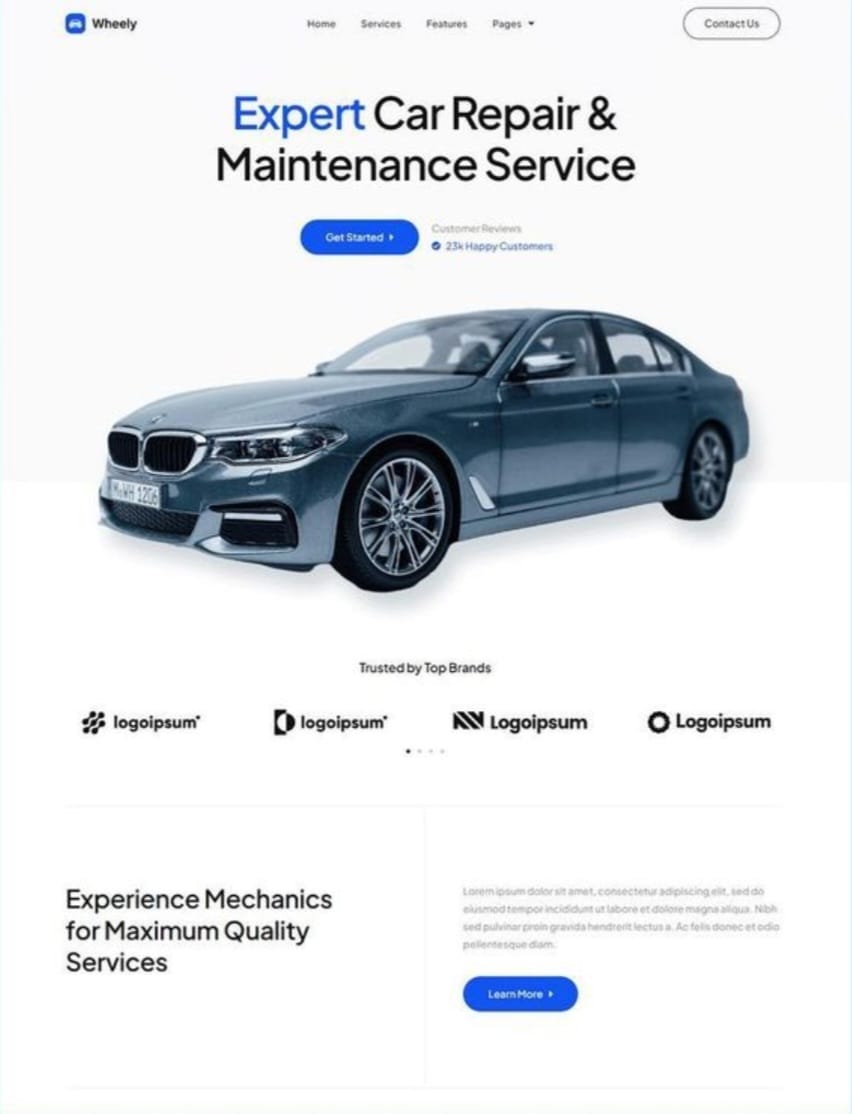 Wheely
Home Services Features Pages
Contact Us
Expert Car Repair &
Maintenance Service
Get Started
Customer Reviews
23k Happy Customers
M WH 1206
Trusted by Top Brands
logoipsum logoipsum Logoipsum Logoipsum
Experience Mechanics
for Maximum Quality
Services
Lorem ipsum dolor sit amet, consectetur adipiscing elit, sed do
eiusmod tempor incididunt ut labore et dolore magna aliqua. Nibh
sed pulvinar proin gravida hendrerit lectus a. Ac felis donec et odio
pellentesque diam.
Learn More